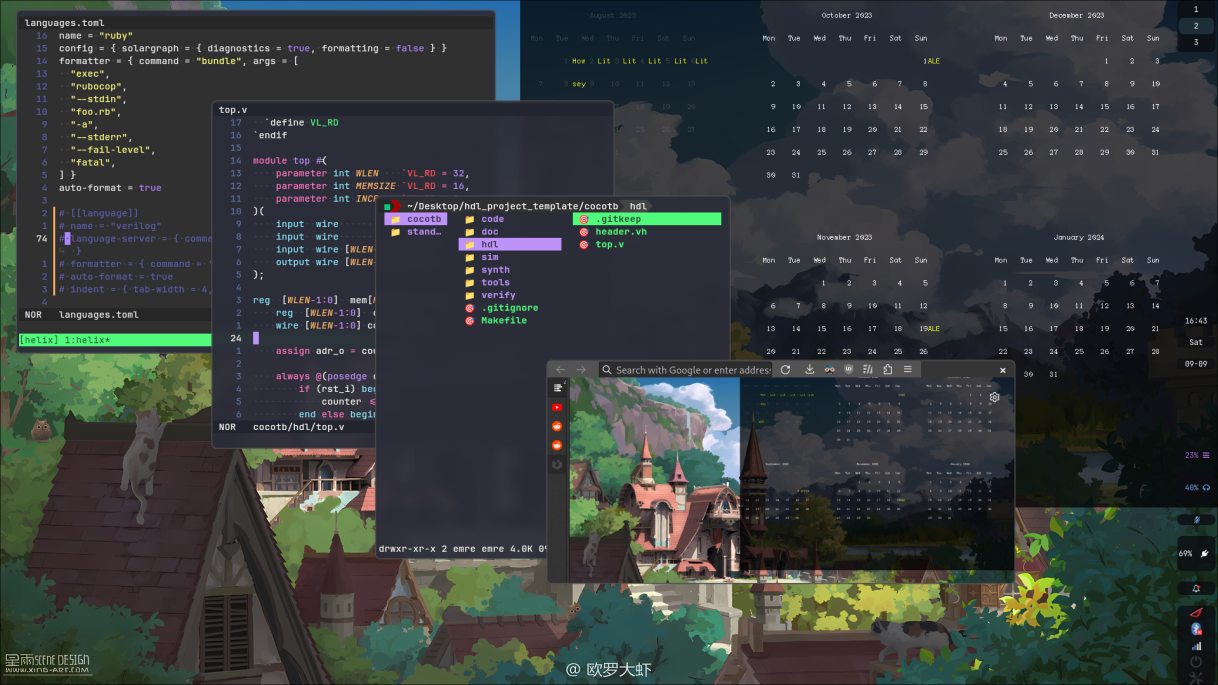 languages.toml
16 name = "ruby"
15 config = { solargraph = { diagnostics = true, formatting = false } }
14 formatter = { command = "bundle", args = [
13 "exec",
12 "rubocop",
11 "--stdin",
10 "foo.rb",
9 "-a",
8 "--stderr",
7 "--fail-level",
6 "fatal",
5 ] }
4 auto-format = true
3
2 # [[language]]
1 # name = "verilog"
74 # language-server = { comma
}
1 # formatter = { command = "
2 # auto-format = true
3 # indent = { tab-width = 4,
4
NOR languages.toml
[helix] 1:helix*
top.v
17 `define VL_RD
16 `endif
15
14 module top #(
13 parameter int WLEN `VL_RD = 32,
12 parameter int MEMSIZE `VL_RD = 16,
11 parameter int INCR
10 )(
9 input wire
8 input wire
7 input wire [WLEN-
6 output wire [WLEN-
5 );
4
3 reg [WLEN-1:0] mem[
2 reg [WLEN-1:0]
1 wire [WLEN-1:0] co
24
1 assign adr_o = cou
2
3 always @(posedge c
4 if (rst_i) beg
5 counter <=
6 end else begin
NOR cocotb/hdl/top.v
~/Desktop/hdl_project_template/cocotb hdl
cocotb
stand…
code
doc
hdl
sim
synth
tools
verify
.gitignore
Makefile
.gitkeep
header.vh
top.v
drwxr-xr-x 2 emre emre 4.0K 09
Search with Google or enter address
August 2023
Mon Tue Wed Thu Fri Sat Sun
1 How 2 Lit 3 Lit 4 Lit 5 Lit 6Lit
7 8 sey 9 10 11 12 13
October 2023
Mon Tue Wed Thu Fri Sat Sun
1ALE
2 3 4 5 6 7 8
9 10 11 12 13 14 15
16 17 18 19 20 21 22
23 24 25 26 27 28 29
30 31
December 2023
Mon Tue Wed Thu Fri Sat Sun
1 2 3
4 5 6 7 8 9 10
11 12 13 14 15 16 17
18 19 20 21 22 23 24
25 26 27 28 29 30 31
November 2023
Mon Tue Wed Thu Fri Sat Sun
1 2 3 4 5
6 7 8 9 10 11 12
13 14 15 16 17 18 19ALE
20 21 22 23 24 25 26
January 2024
Mon Tue Wed Thu Fri Sat Sun
1 2 3 4 5 6 7
8 9 10 11 12 13 14
15 16 17 18 19 20 21
22 23 24 25 26 27 28
30 31
1
2
3
16:43
Sat
09-09
23%
40%
69%
星雨SCENE DESIGN
WWW.XING-ART.COM
@ 欧罗大虾